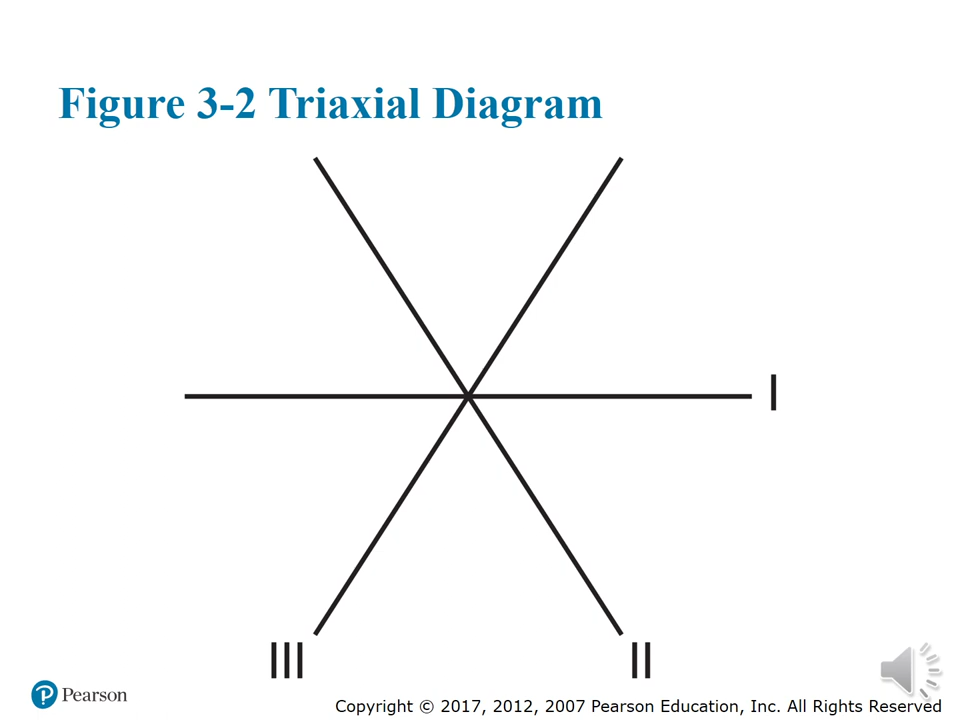 Figure 3-2 Triaxial Diagram
I
III
II
Pearson
Copyright © 2017, 2012, 2007 Pearson Education, Inc. All Rights Reserved